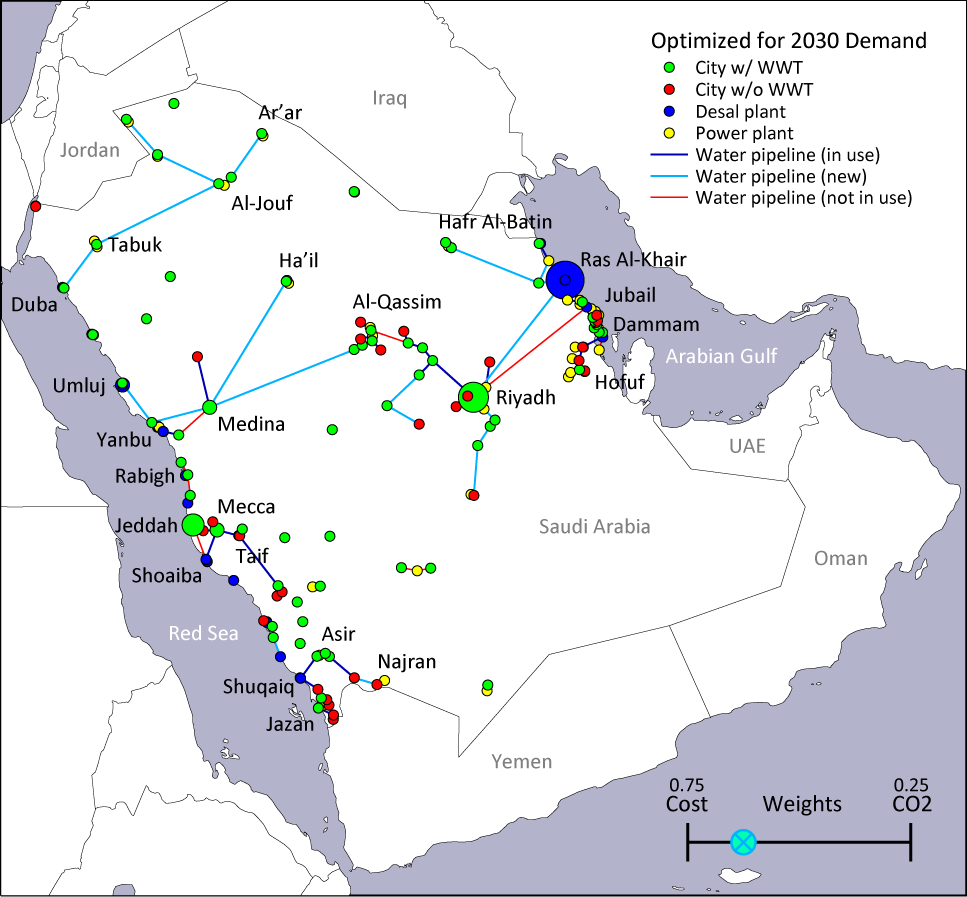 Optimized for 2030 Demand
City w/ WWT
City w/o WWT
Desal plant
Power plant
Water pipeline (in use)
Water pipeline (new)
Water pipeline (not in use)
Iraq
Ar’ar
Jordan
Al-Jouf
Hafr Al-Batin
Tabuk
Ha’il
Ras Al-Khair
Duba
Al-Qassim
Jubail
Dammam
Arabian Gulf
Umluj
Hofuf
Riyadh
Medina
Yanbu
UAE
Rabigh
Mecca
Jeddah
Saudi Arabia
Taif
Oman
Shoaiba
Red Sea
Asir
Najran
Shuqaiq
Jazan
Yemen
0.75
0.25
Cost
Weights
CO2